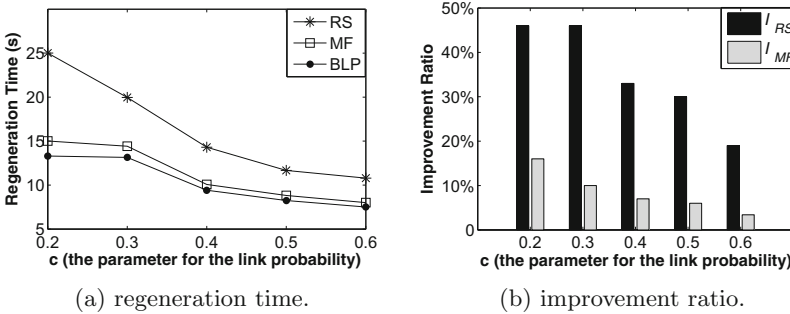 Regeneration Time (s)
25
20
15
10
5
0.2 0.3 0.4 0.5 0.6
c (the parameter for the link probability)
RS
MF
BLP
(a) regeneration time.
Improvement Ratio
50%
40%
30%
20%
10%
0
0.2 0.3 0.4 0.5 0.6
c (the parameter for the link probability)
I RS
I MF
(b) improvement ratio.